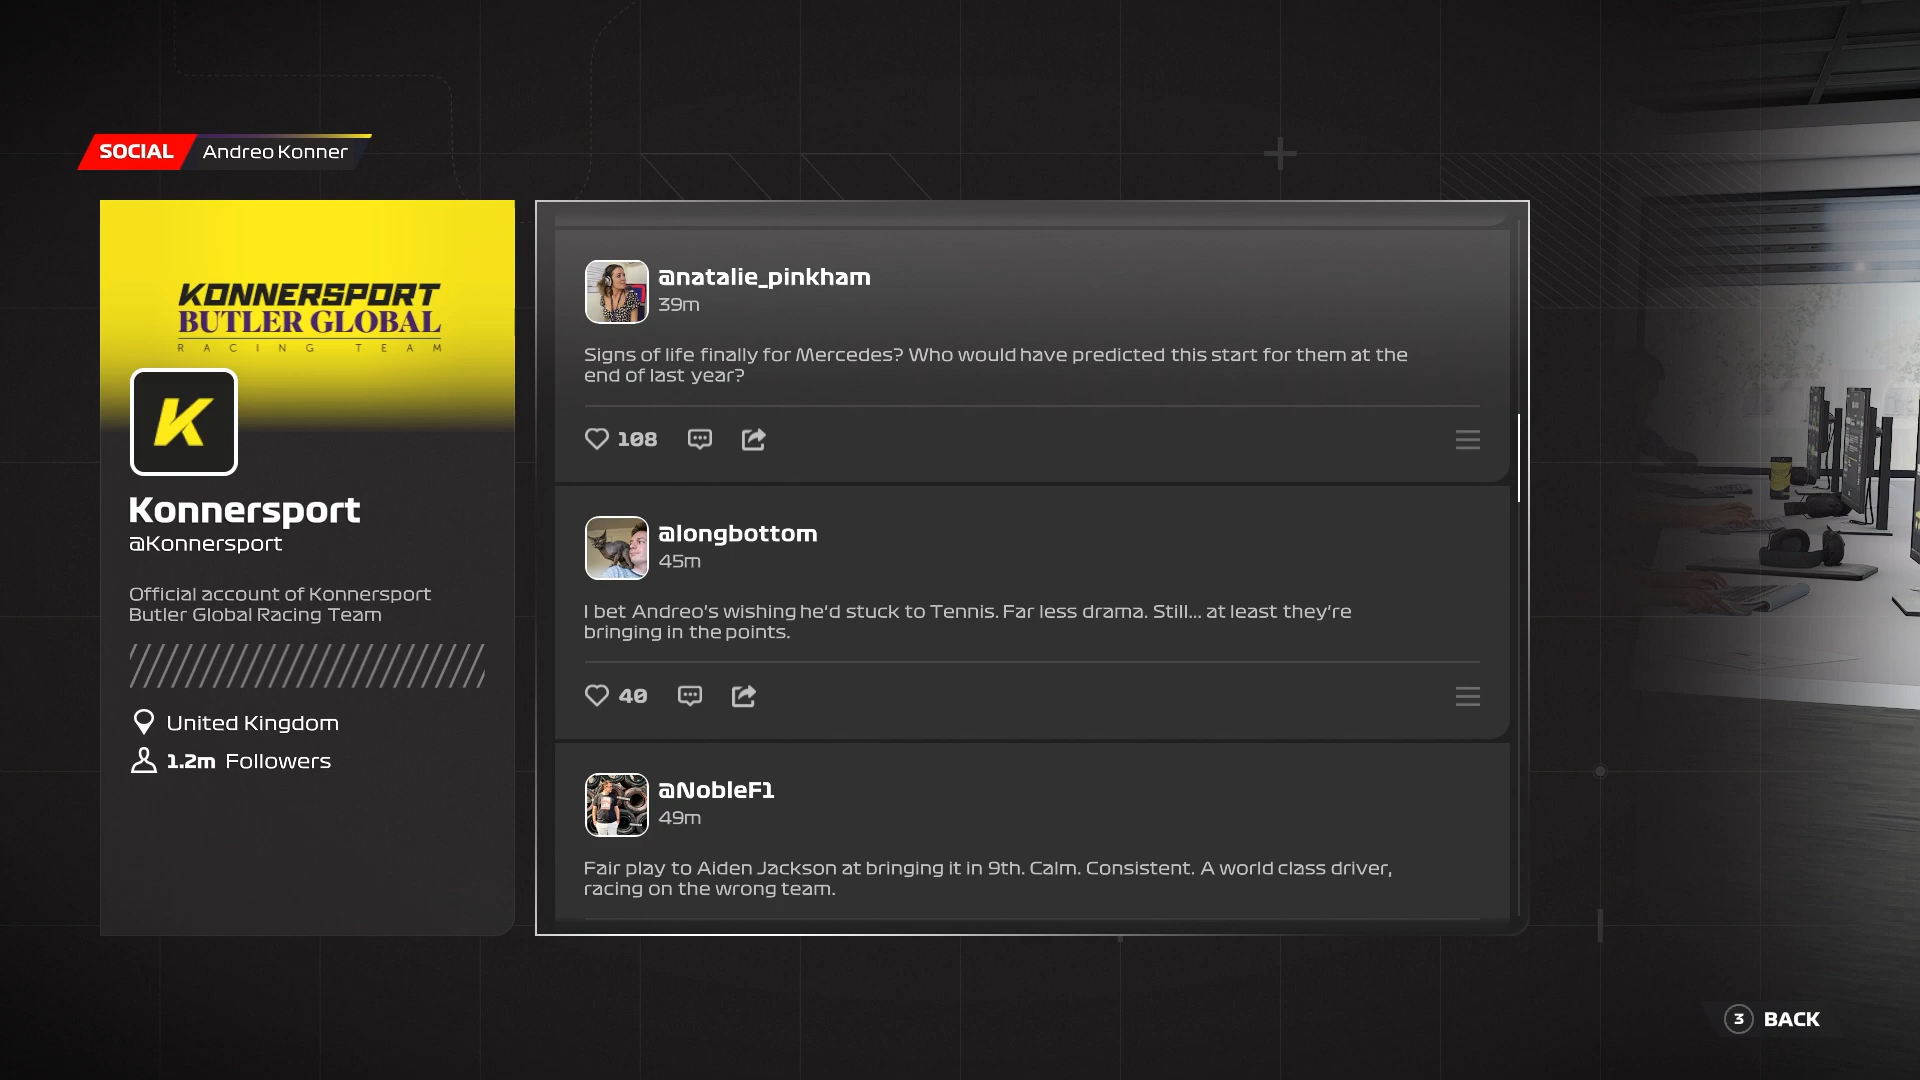 SOCIAL Andreo Konner
KONNERSPORT
BUTLER GLOBAL
RACING TEAM
K
Konnersport
@Konnersport
Official account of Konnersport
Butler Global Racing Team
United Kingdom
1.2m Followers
@natalie_pinkham
39m
Signs of life finally for Mercedes? Who would have predicted this start for them at the
end of last year?
108
@longbottom
45m
I bet Andreo's wishing he'd stuck to Tennis. Far less drama. Still... at least they're
bringing in the points.
40
@NobleF1
49m
Fair play to Aiden Jackson at bringing it in 9th. Calm. Consistent. A world class driver,
racing on the wrong team.
3 BACK